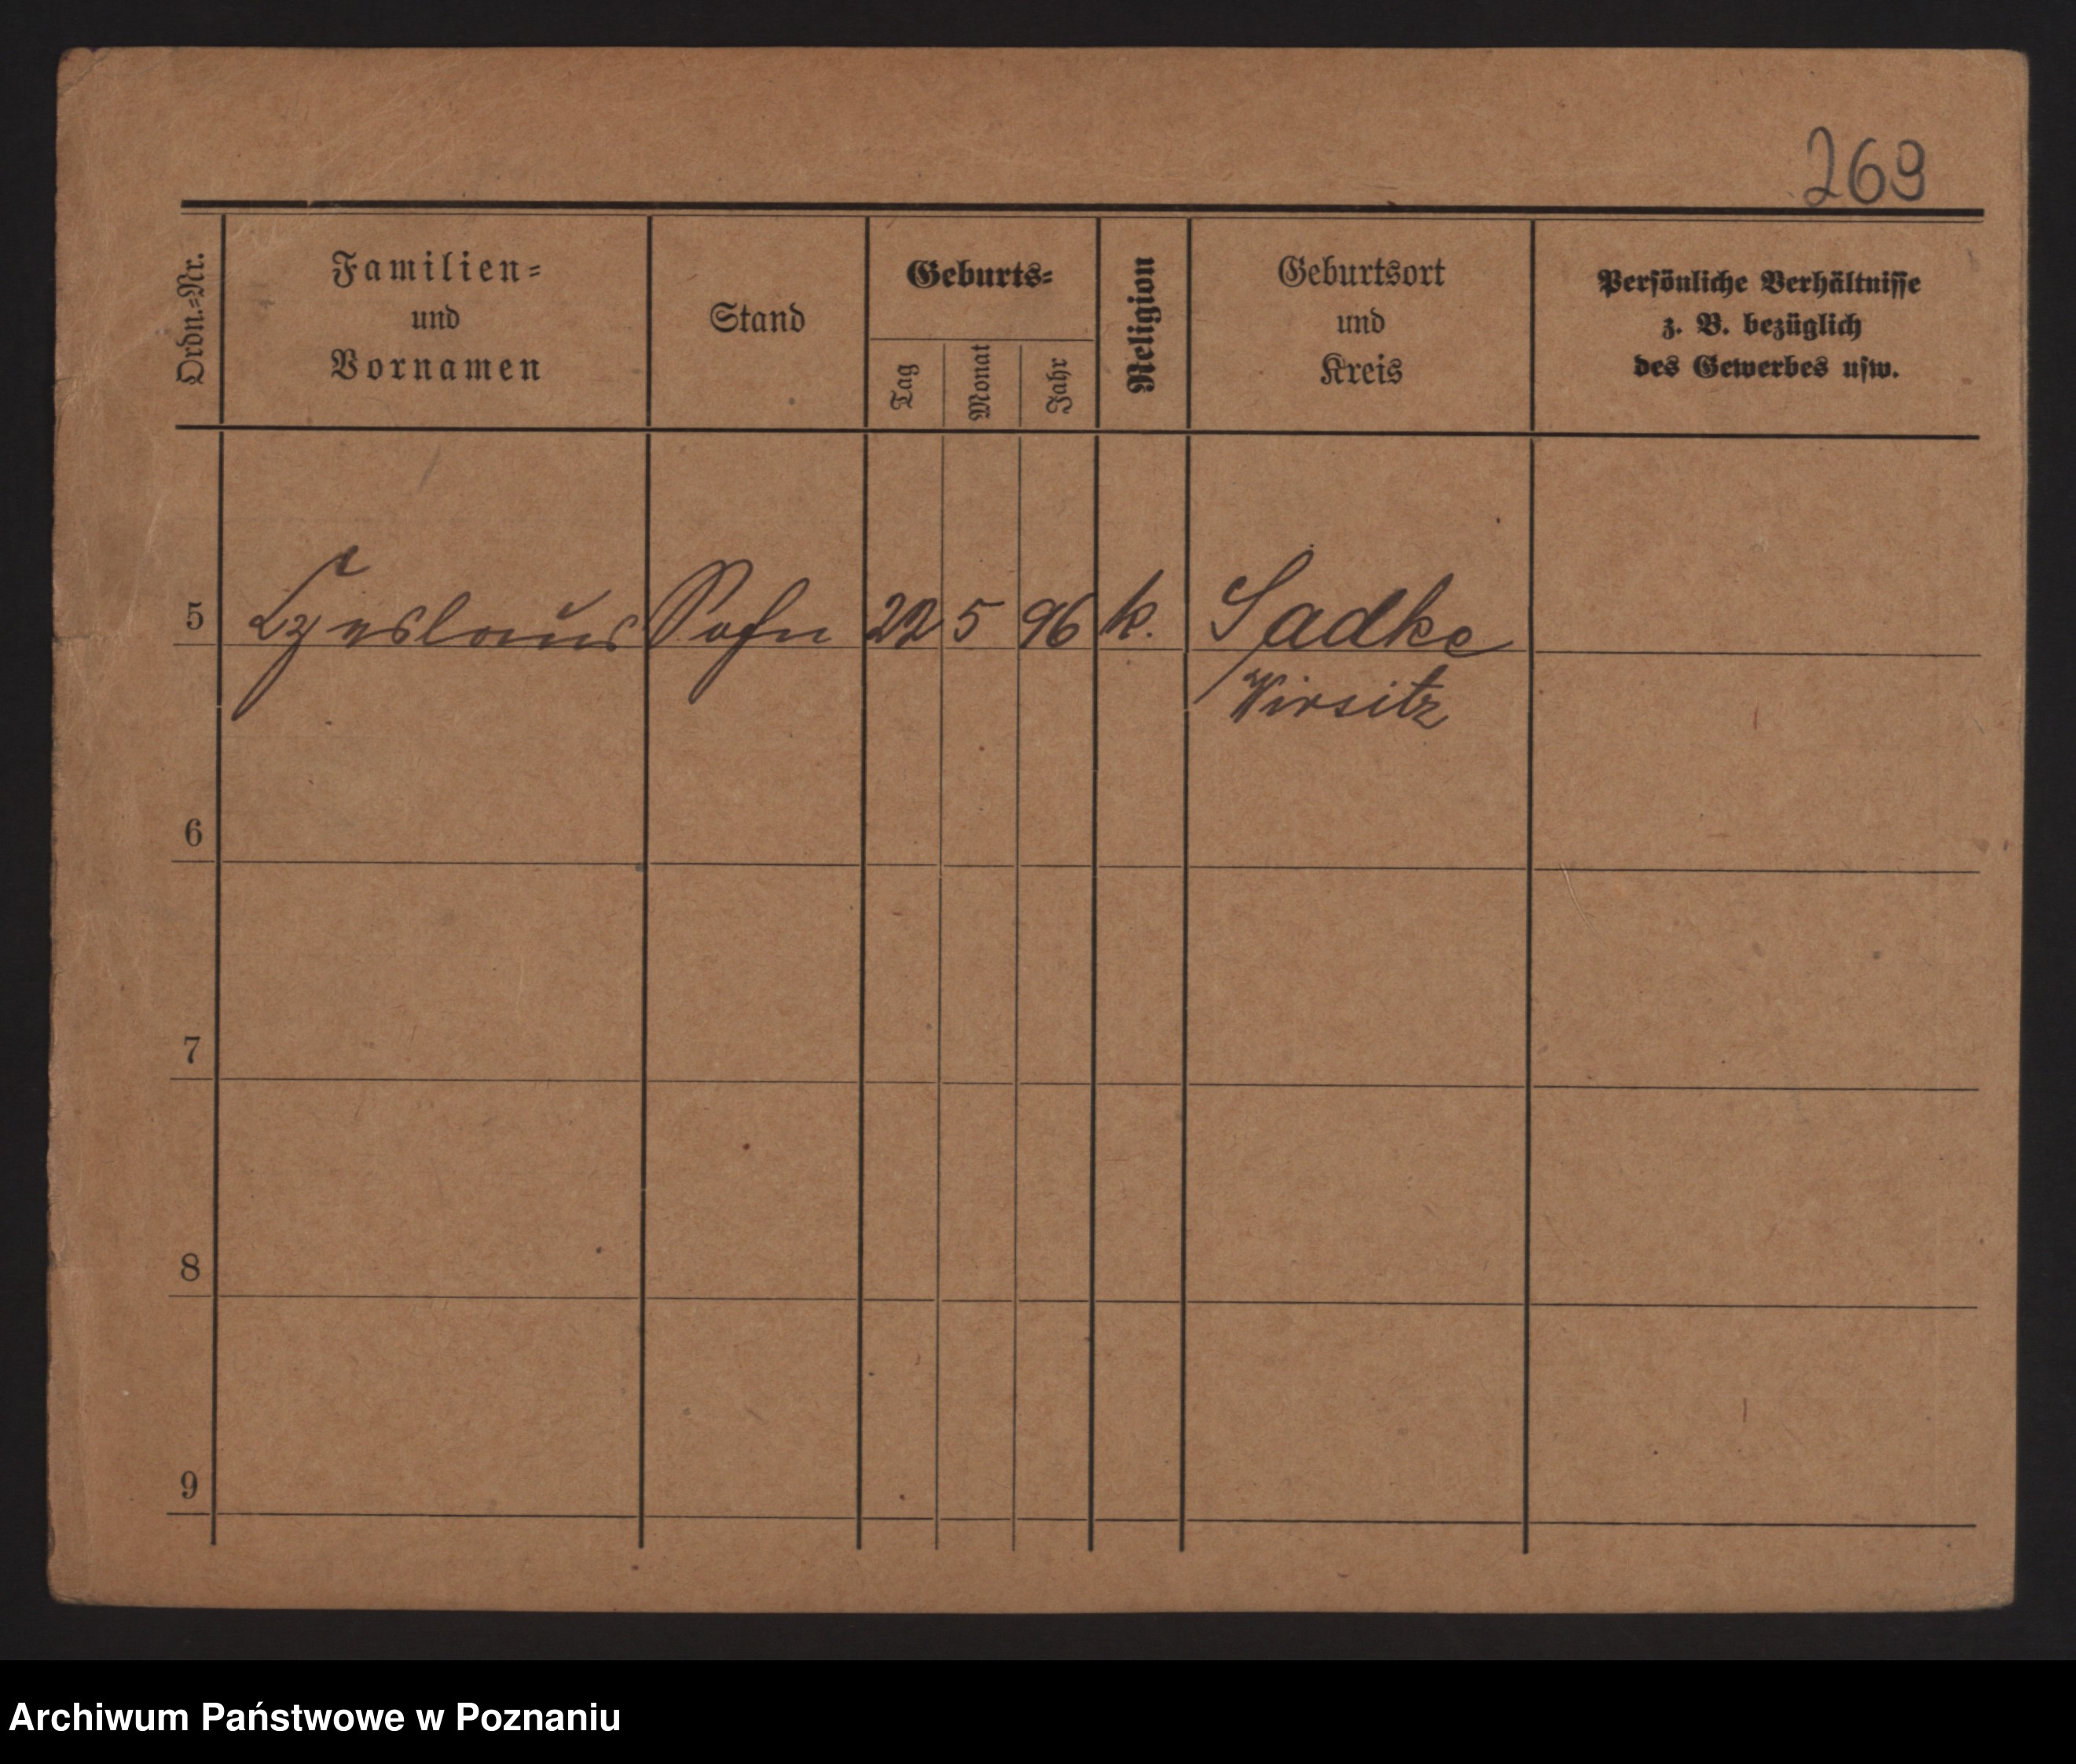 269
Ordn.=Nr.
Familien=
und
Vornamen
Stand
Geburts=
Tag
Monat
Jahr
Religion
Geburtsort
und
Kreis
Persönliche Verhältnisse
z. B. bezüglich
des Gewerbes usw.
5 Czeslaus Sohn 22 5 96 k. Sadke
Wirsitz
6
7
8
9
Archiwum Państwowe w Poznaniu